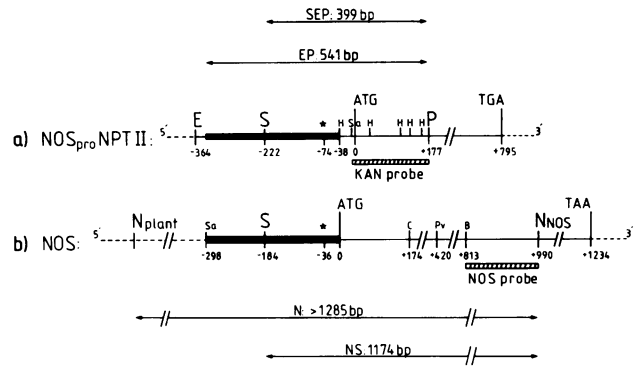 SEP: 399 bp
EP: 541 bp
ATG TGA
E S * H Sa H H H H P
a) NOSproNPT II: 5´ 3´
-364 -222 -74 -38 0 +177 +795
KAN probe
ATG TAA
Nplant Sa S * C Pv B NNOS
b) NOS: 5´ 3´
-298 -184 -36 0 +174 +420 +813 +990 +1234
NOS probe
N: >1285 bp
NS: 1174 bp